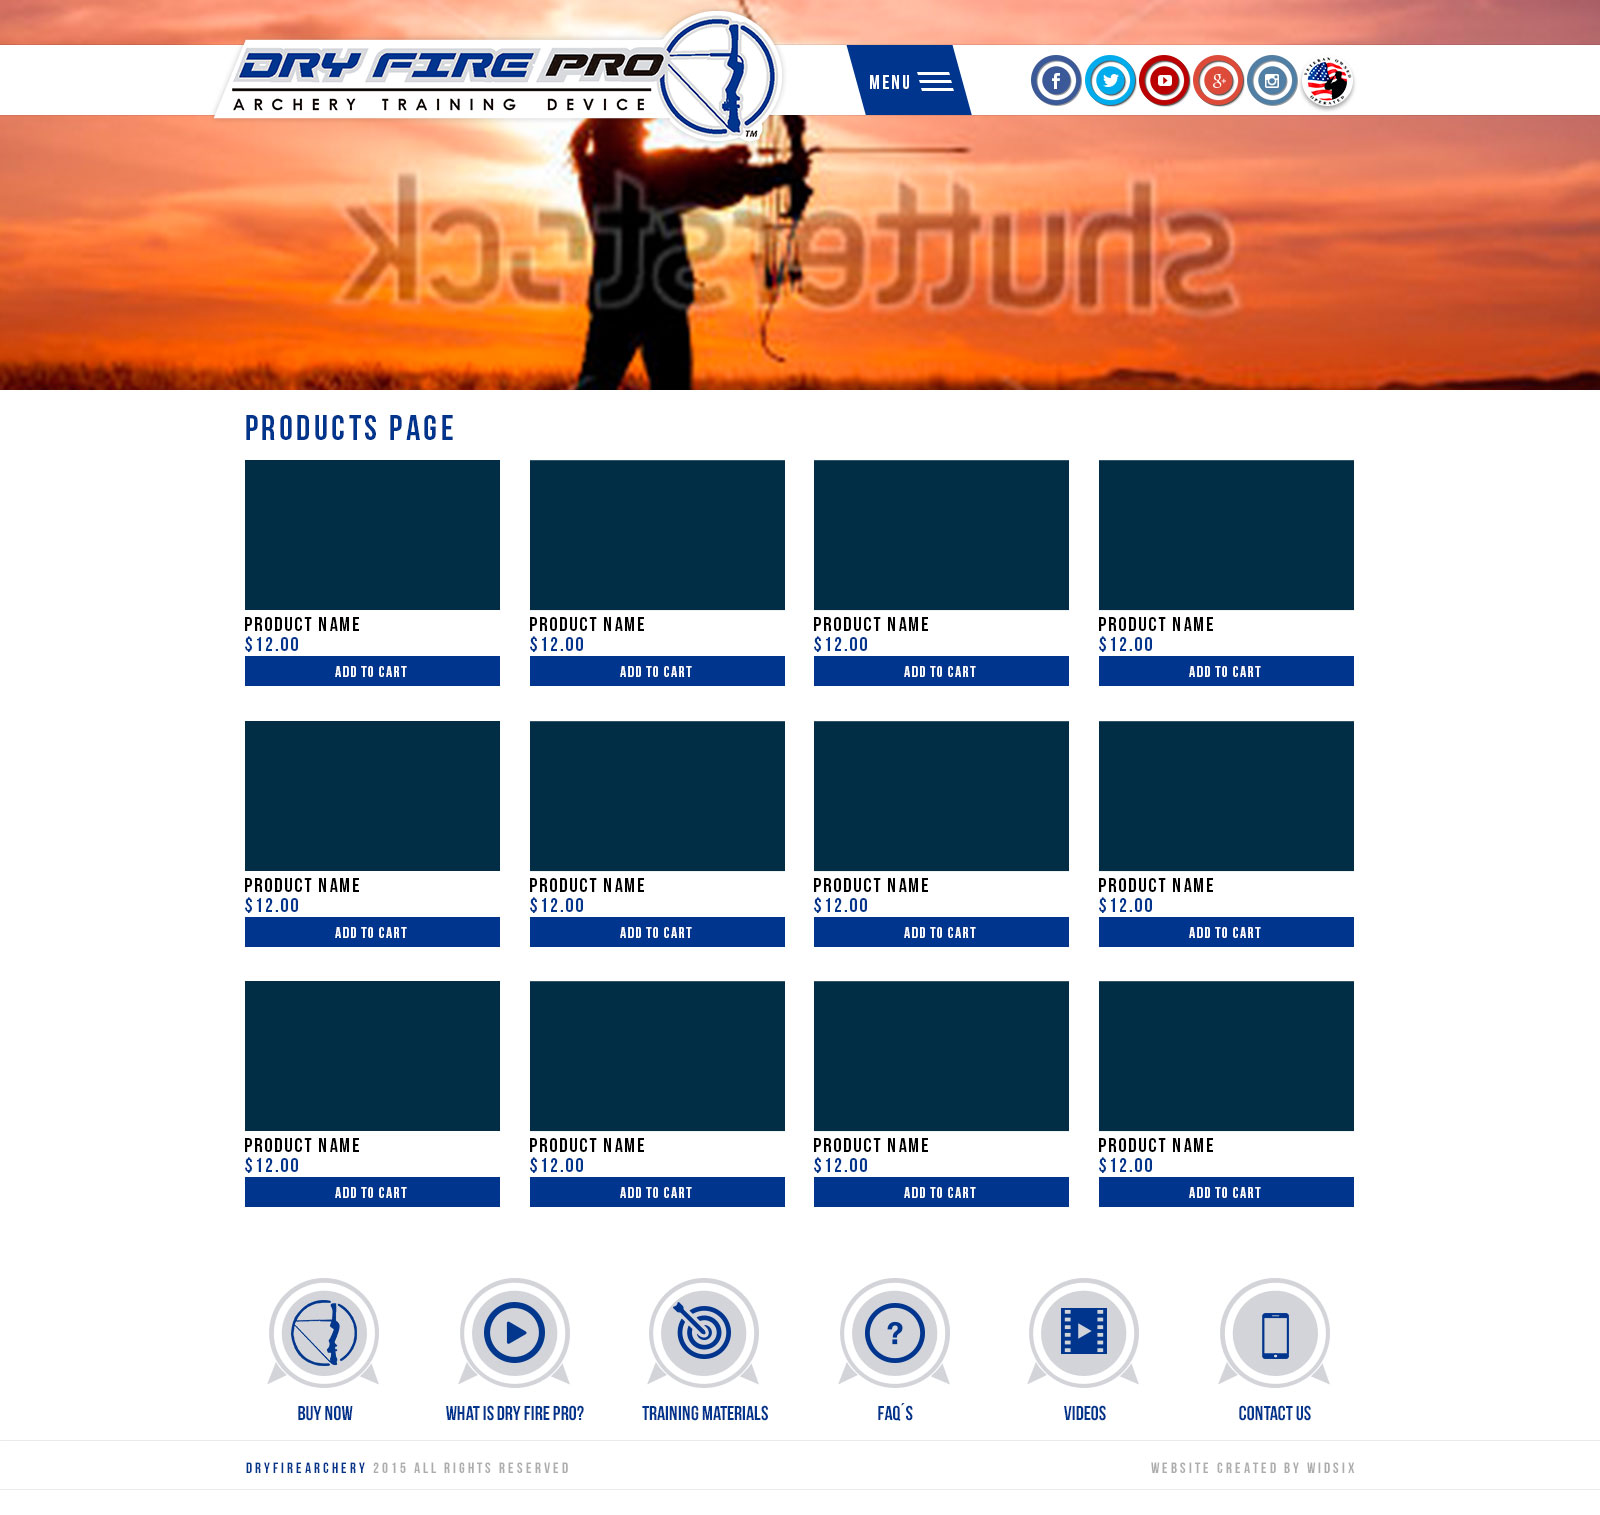 DRY FIRE PRO
ARCHERY TRAINING DEVICE
TM
MENU
VETERAN OWNED
OPERATED
shutterstock
PRODUCTS PAGE
PRODUCT NAME PRODUCT NAME PRODUCT NAME PRODUCT NAME
$12.00 $12.00 $12.00 $12.00
ADD TO CART ADD TO CART ADD TO CART ADD TO CART
PRODUCT NAME PRODUCT NAME PRODUCT NAME PRODUCT NAME
$12.00 $12.00 $12.00 $12.00
ADD TO CART ADD TO CART ADD TO CART ADD TO CART
PRODUCT NAME PRODUCT NAME PRODUCT NAME PRODUCT NAME
$12.00 $12.00 $12.00 $12.00
ADD TO CART ADD TO CART ADD TO CART ADD TO CART
BUY NOW WHAT IS DRY FIRE PRO? TRAINING MATERIALS FAQ´S VIDEOS CONTACT US
DRYFIREARCHERY 2015 ALL RIGHTS RESERVED WEBSITE CREATED BY WIDSIX